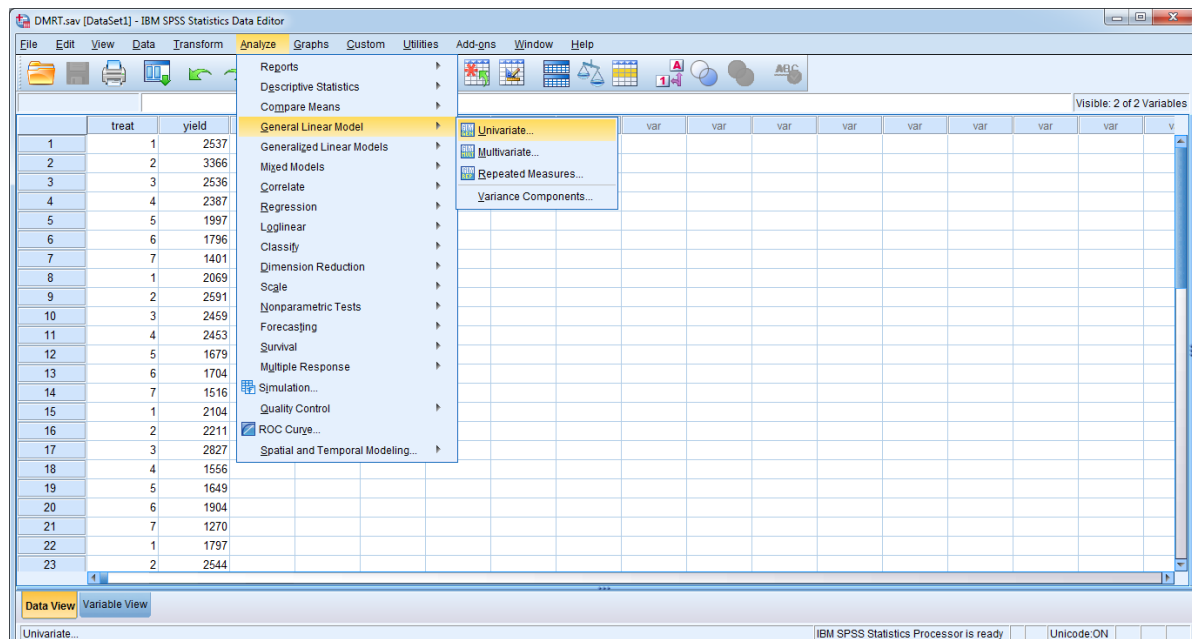 DMRT.sav [DataSet1] - IBM SPSS Statistics Data Editor
File Edit View Data Transform Analyze Graphs Custom Utilities Add-ons Window Help
Visible: 2 of 2 Variables
Reports
Descriptive Statistics
Compare Means
General Linear Model
Generalized Linear Models
Mixed Models
Correlate
Regression
Loglinear
Classify
Dimension Reduction
Scale
Nonparametric Tests
Forecasting
Survival
Multiple Response
Simulation...
Quality Control
ROC Curve...
Spatial and Temporal Modeling...
Univariate...
Multivariate...
Repeated Measures...
Variance Components...
treat yield var var var var var var var var v
1 1 2537
2 2 3366
3 3 2536
4 4 2387
5 5 1997
6 6 1796
7 7 1401
8 1 2069
9 2 2591
10 3 2459
11 4 2453
12 5 1679
13 6 1704
14 7 1516
15 1 2104
16 2 2211
17 3 2827
18 4 1556
19 5 1649
20 6 1904
21 7 1270
22 1 1797
23 2 2544
Data View Variable View
Univariate... IBM SPSS Statistics Processor is ready Unicode:ON